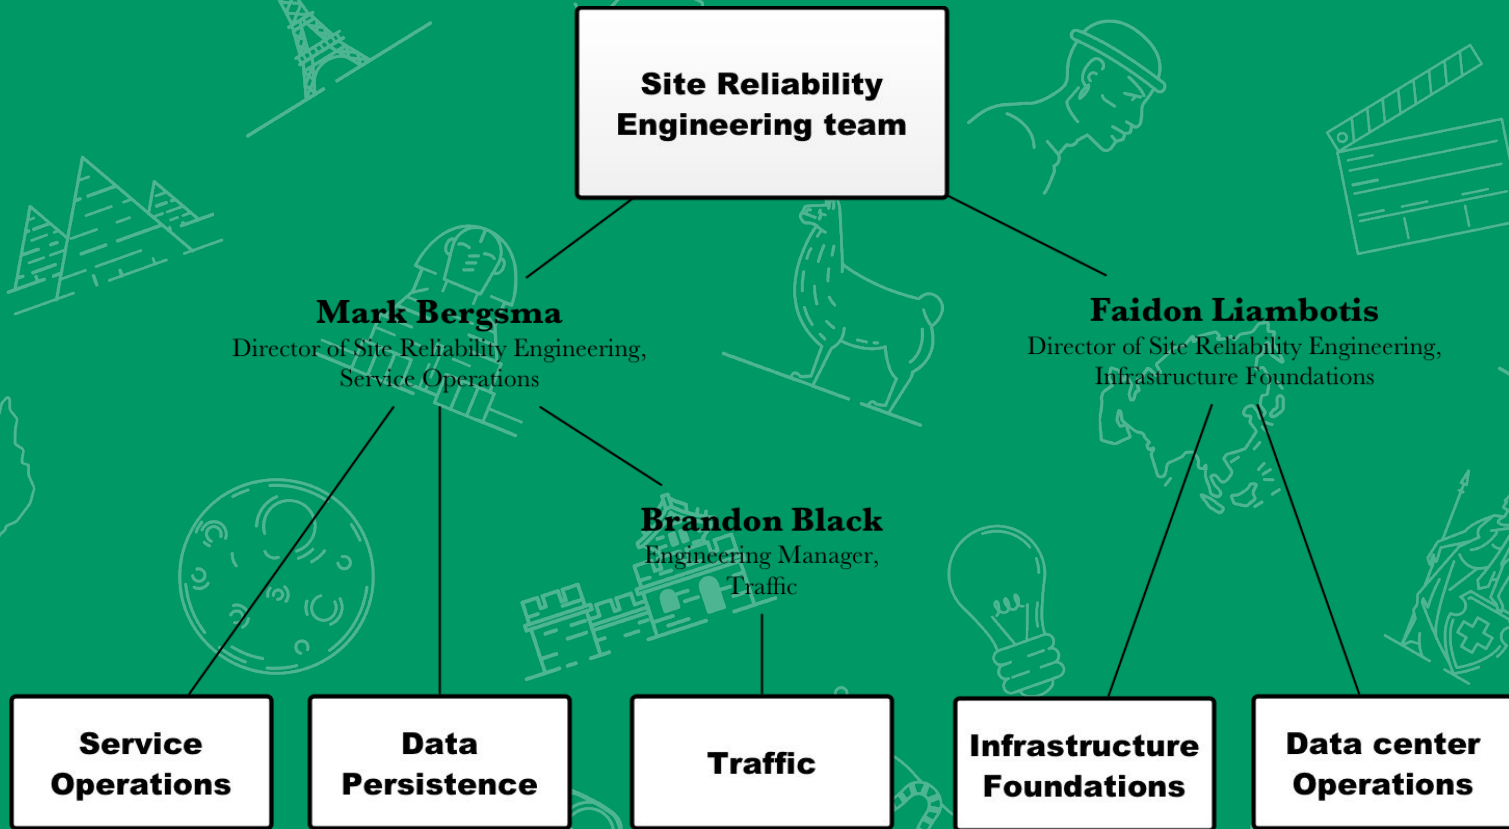 Site Reliability
Engineering team
Mark Bergsma
Director of Site Reliability Engineering,
Service Operations
Faidon Liambotis
Director of Site Reliability Engineering,
Infrastructure Foundations
Brandon Black
Engineering Manager,
Traffic
Service
Operations
Data
Persistence
Traffic
Infrastructure
Foundations
Data center
Operations